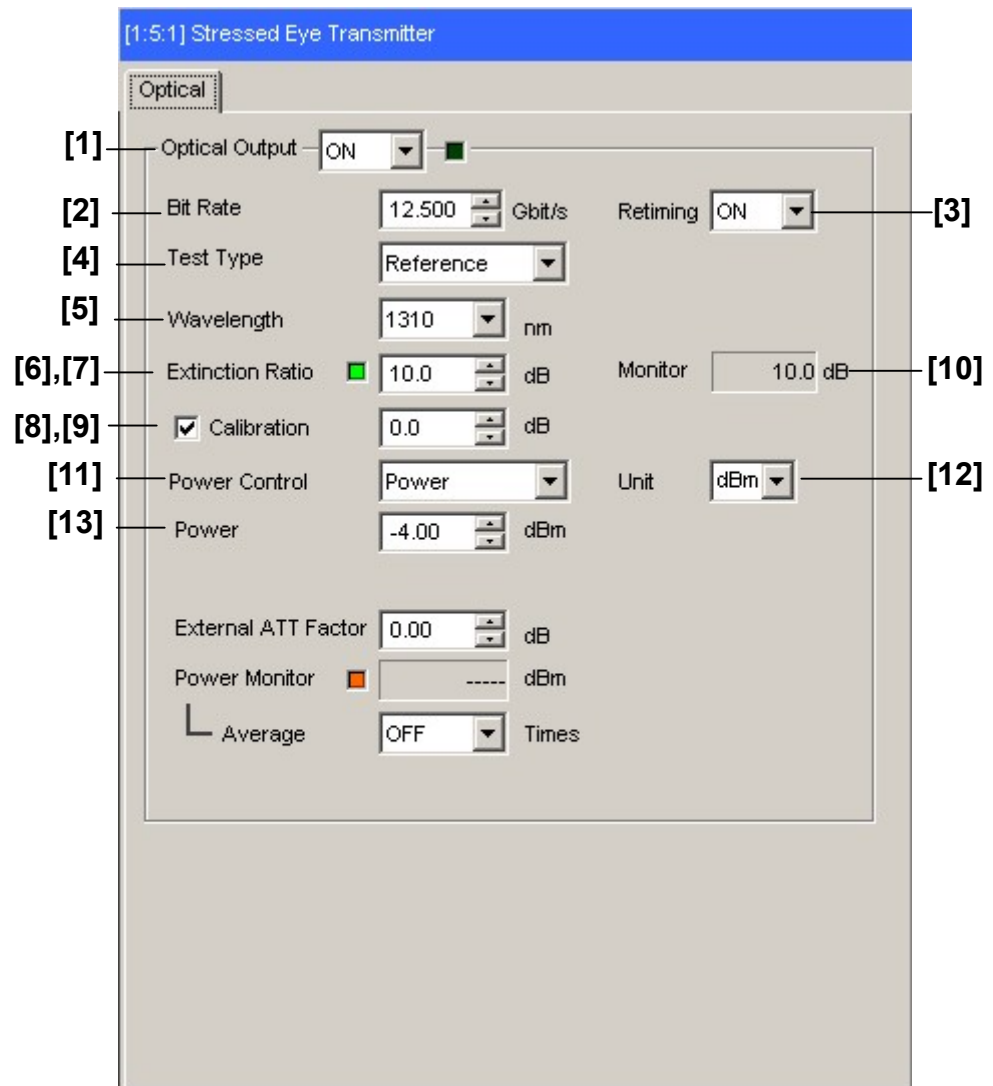 [1:5:1] Stressed Eye Transmitter
Optical
[1] Optical Output ON
[2] Bit Rate 12.500 Gbit/s Retiming ON [3]
[4] Test Type Reference
[5] Wavelength 1310 nm
[6],[7] Extinction Ratio 10.0 dB Monitor 10.0 dB [10]
[8],[9] Calibration 0.0 dB
[11] Power Control Power Unit dBm [12]
[13] Power -4.00 dBm
External ATT Factor 0.00 dB
Power Monitor ----- dBm
Average OFF Times